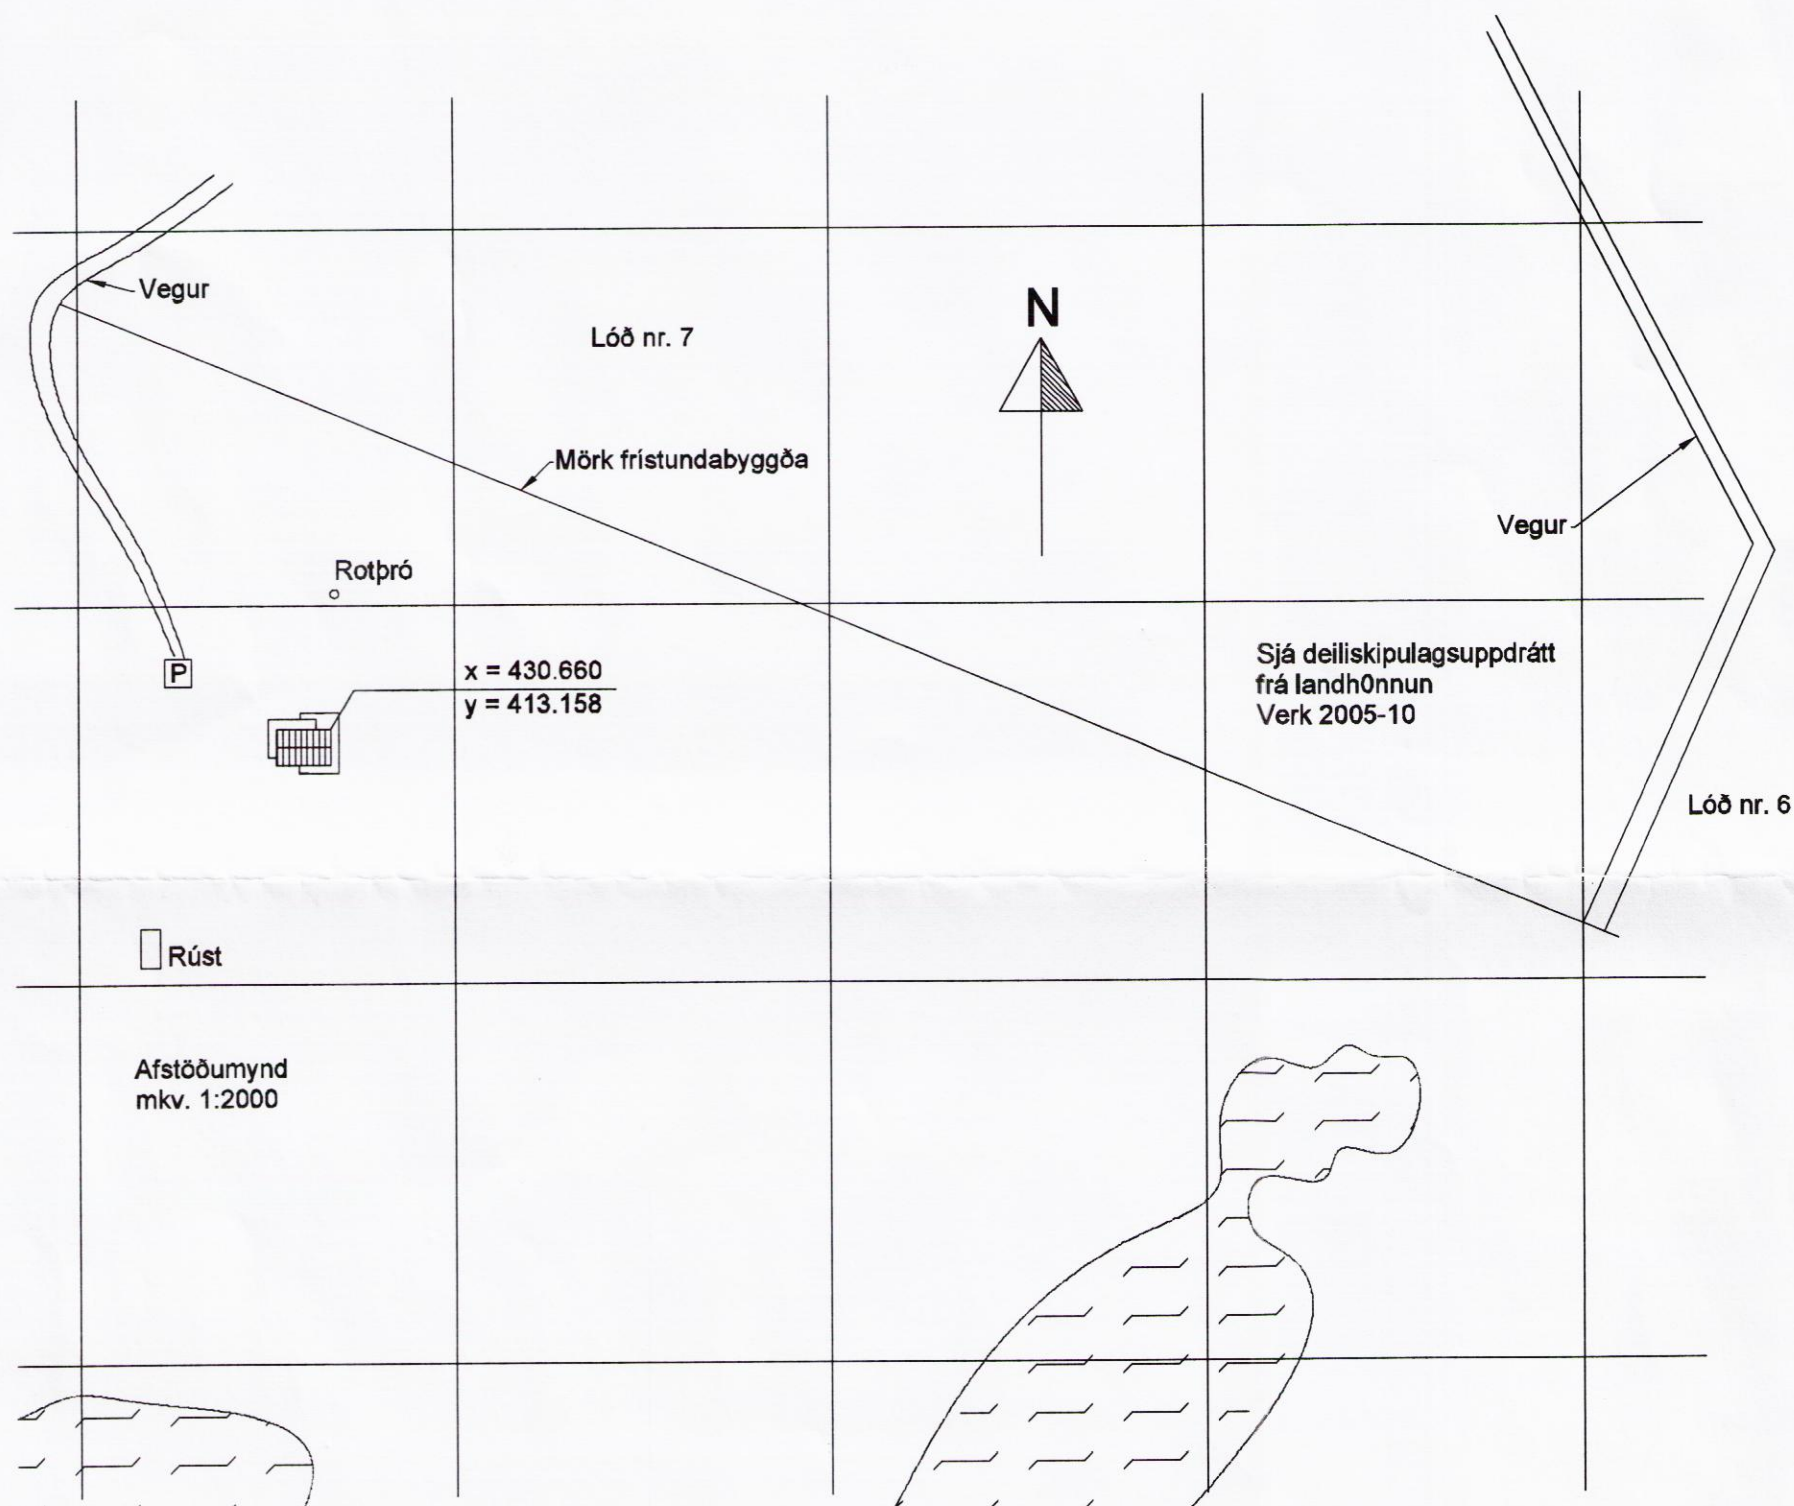 Vegur
Lóð nr. 7
N
Mörk frístundabyggða
Vegur
Rotþró
P
x = 430.660
y = 413.158
Sjá deiliskipulagsuppdrátt
frá landh0nnun
Verk 2005-10
Lóð nr. 6
Rúst
Afstöðumynd
mkv. 1:2000